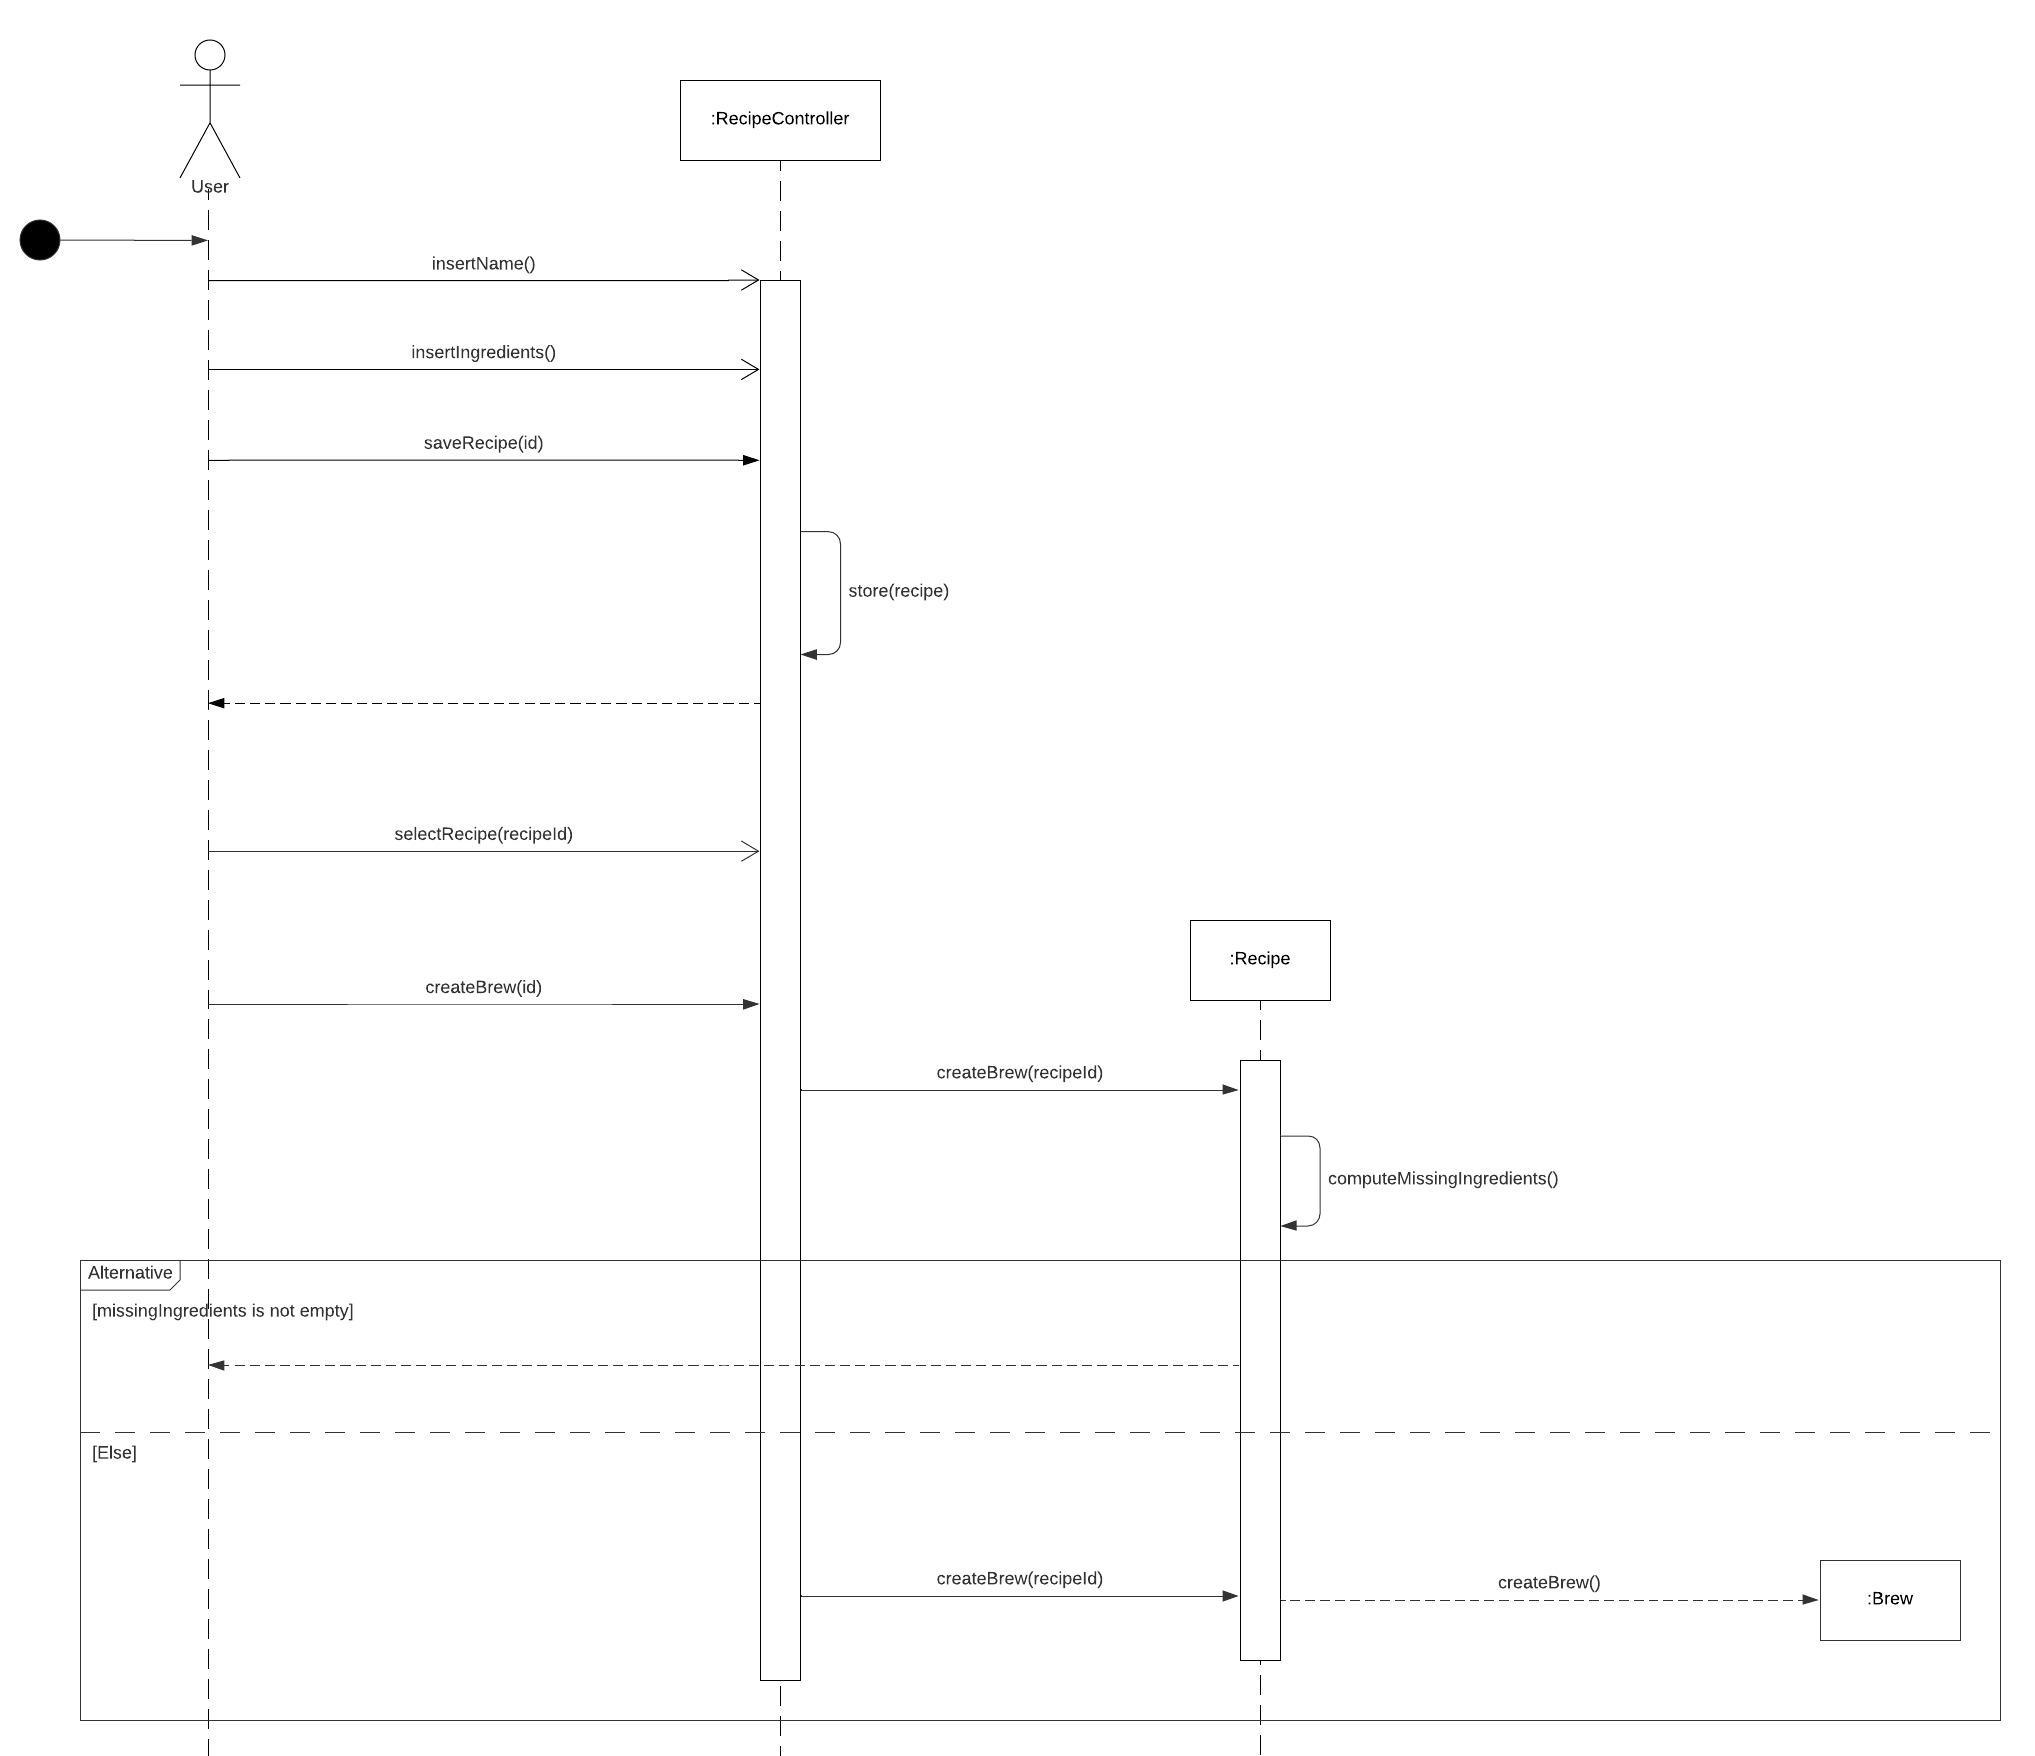 User
:RecipeController
insertName()
insertIngredients()
saveRecipe(id)
store(recipe)
selectRecipe(recipeId)
:Recipe
createBrew(id)
createBrew(recipeId)
computeMissingIngredients()
Alternative
[missingIngredients is not empty]
[Else]
createBrew(recipeId)
createBrew()
:Brew